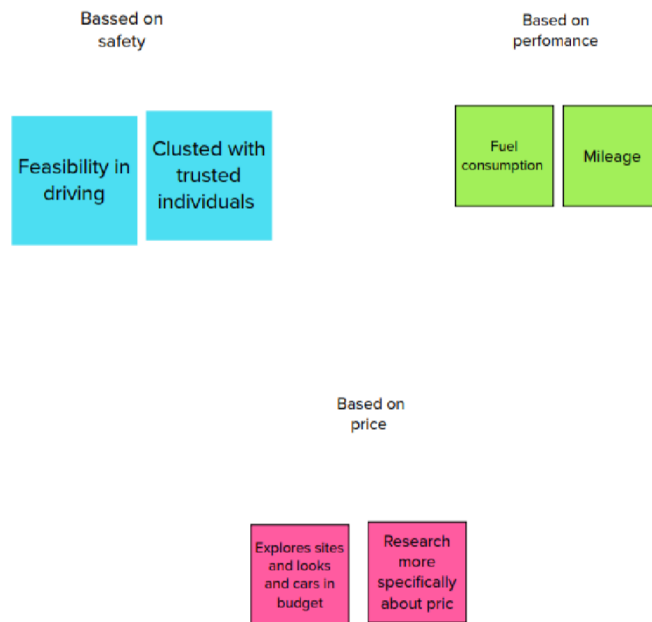 Bassed on
safety
Based on
perfomance
Feasibility in
driving
Clusted with
trusted
individuals
Fuel
consumption
Mileage
Based on
price
Explores sites
and looks
and cars in
budget
Research
more
specifically
about pric